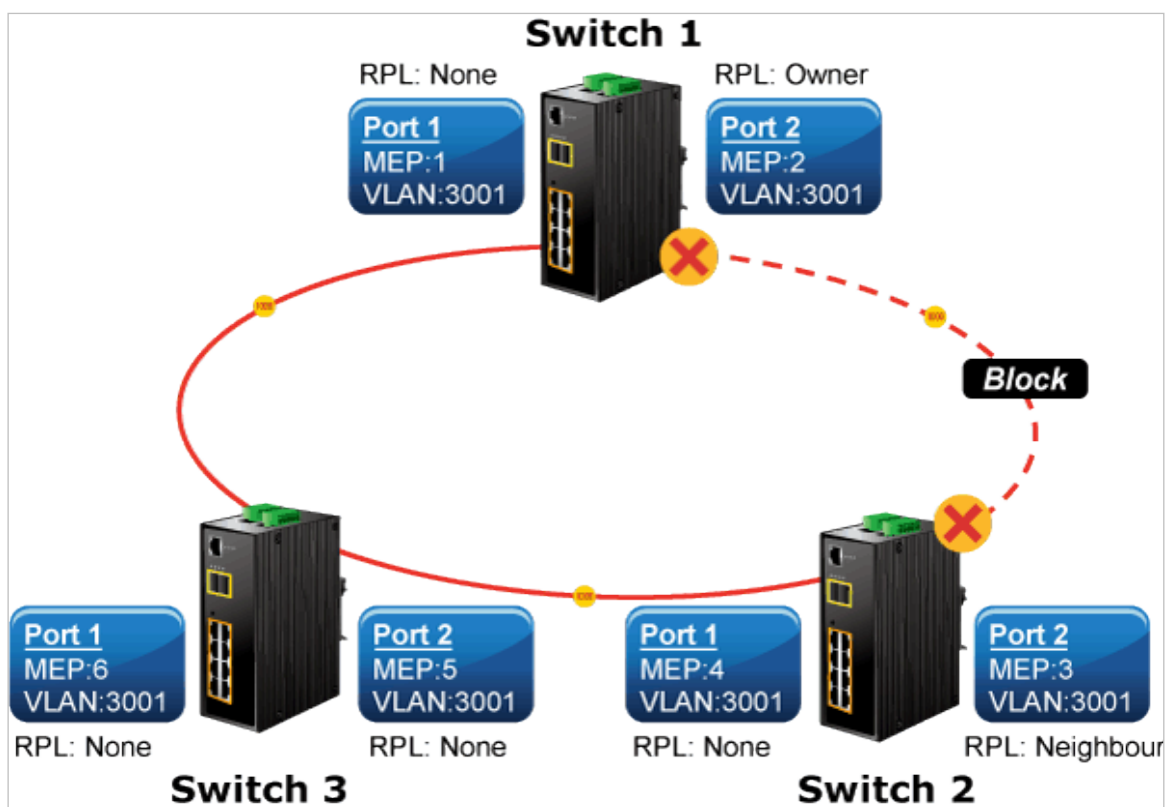 Switch 1
RPL: None
RPL: Owner
Port 1
MEP:1
VLAN:3001
Port 2
MEP:2
VLAN:3001
Block
Port 1
MEP:6
VLAN:3001
RPL: None
Port 2
MEP:5
VLAN:3001
RPL: None
Switch 3
Port 1
MEP:4
VLAN:3001
RPL: None
Port 2
MEP:3
VLAN:3001
RPL: Neighbour
Switch 2